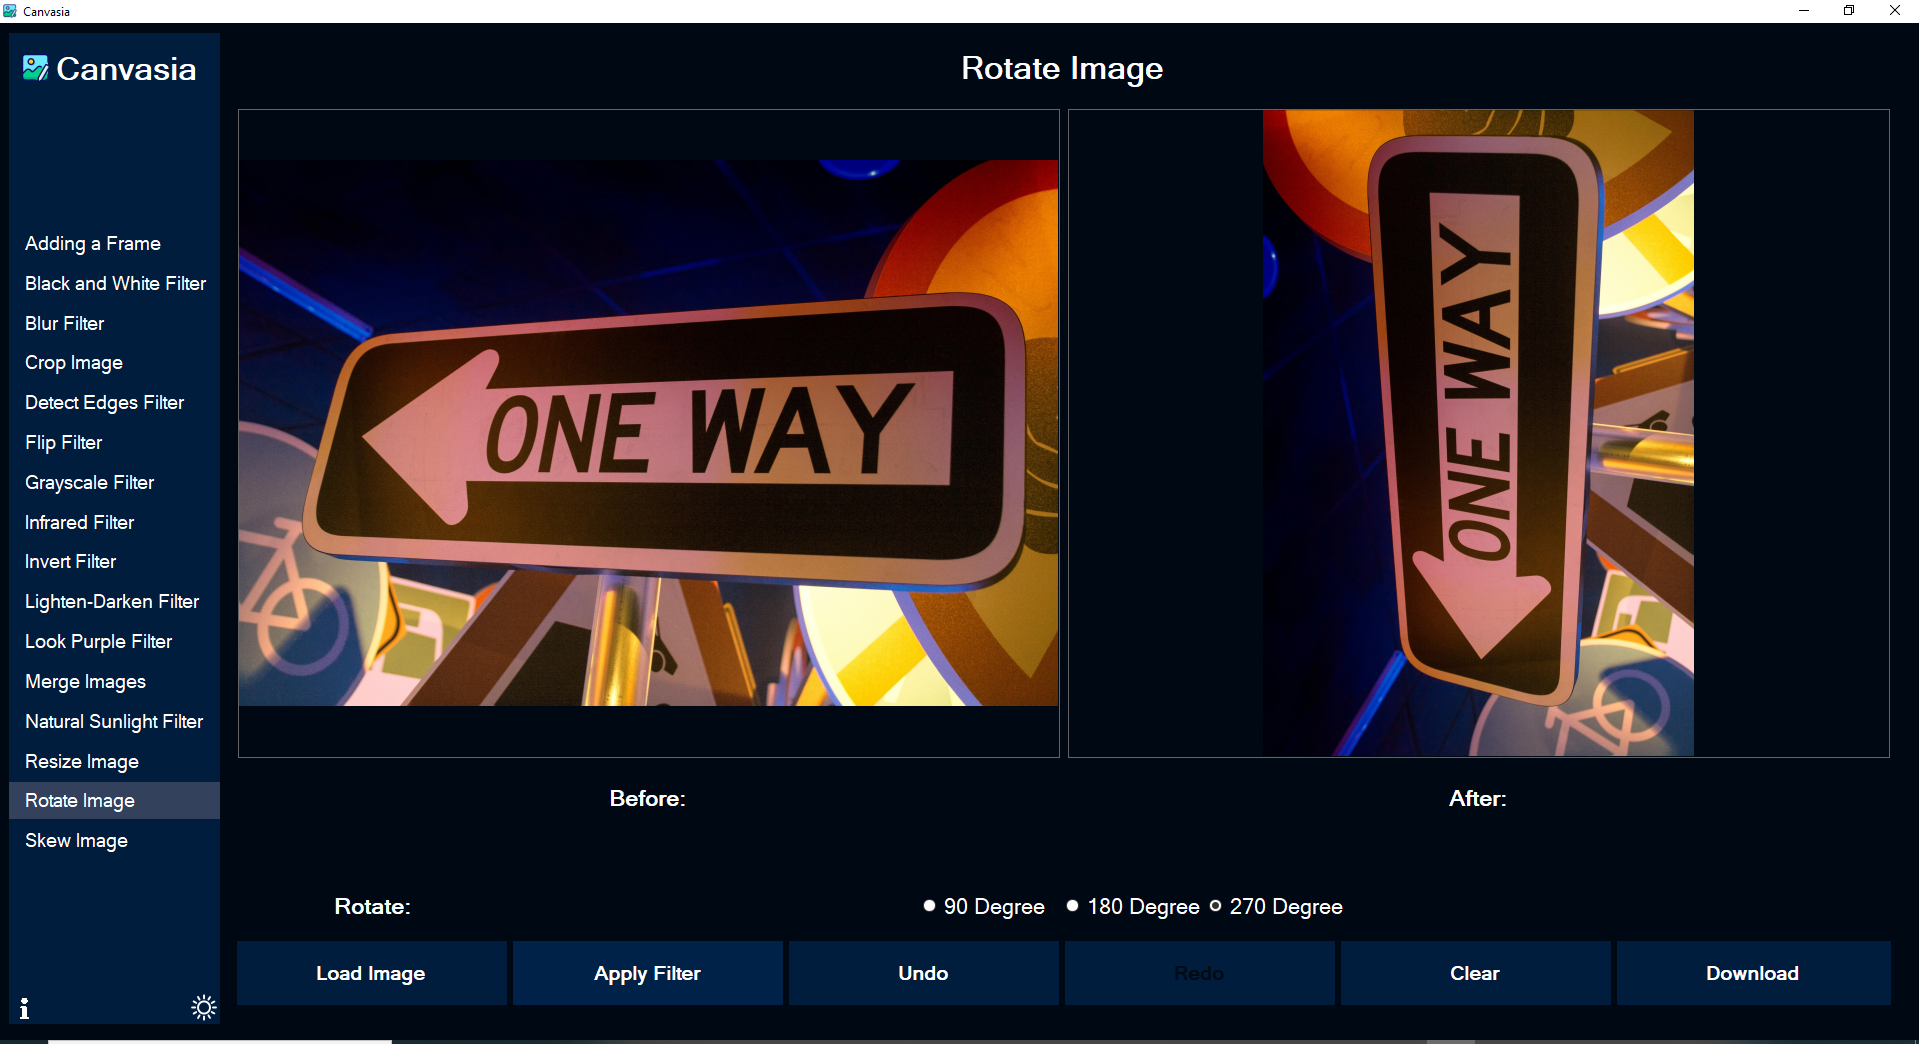 Canvasia
Canvasia
Rotate Image
Adding a Frame
Black and White Filter
Blur Filter
Crop Image
Detect Edges Filter
Flip Filter
Grayscale Filter
Infrared Filter
Invert Filter
Lighten-Darken Filter
Look Purple Filter
Merge Images
Natural Sunlight Filter
Resize Image
Rotate Image
Skew Image
ONE WAY
ONE WAY
Before:
After:
Rotate:
90 Degree
180 Degree
270 Degree
Load Image
Apply Filter
Undo
Redo
Clear
Download